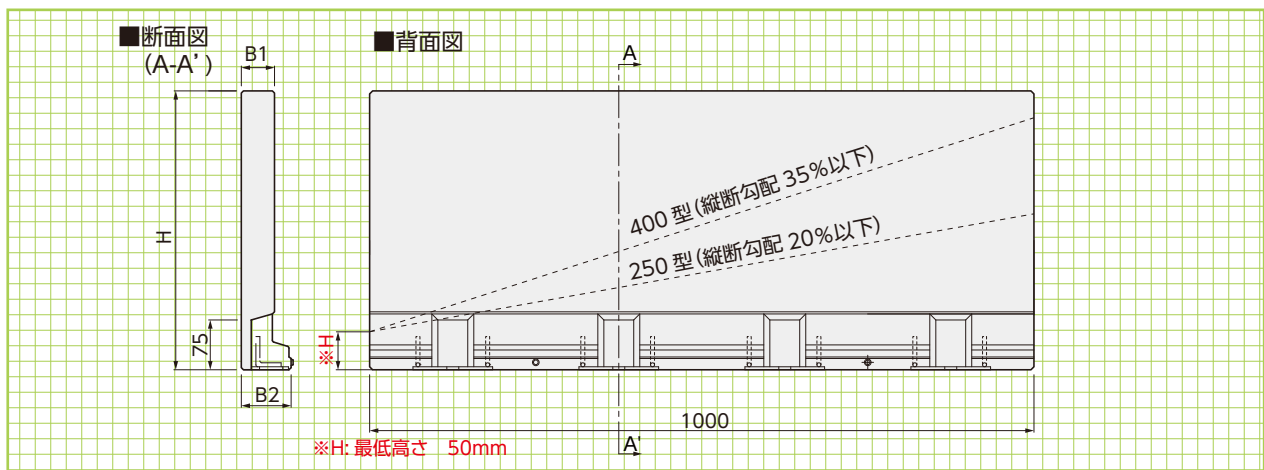 ■断面図
(A-A')
B1
■背面図
A
H
75
B2
400 型(縦断勾配 35%以下)
250 型(縦断勾配 20%以下)
※H
1000
※H: 最低高さ 50mm
A'